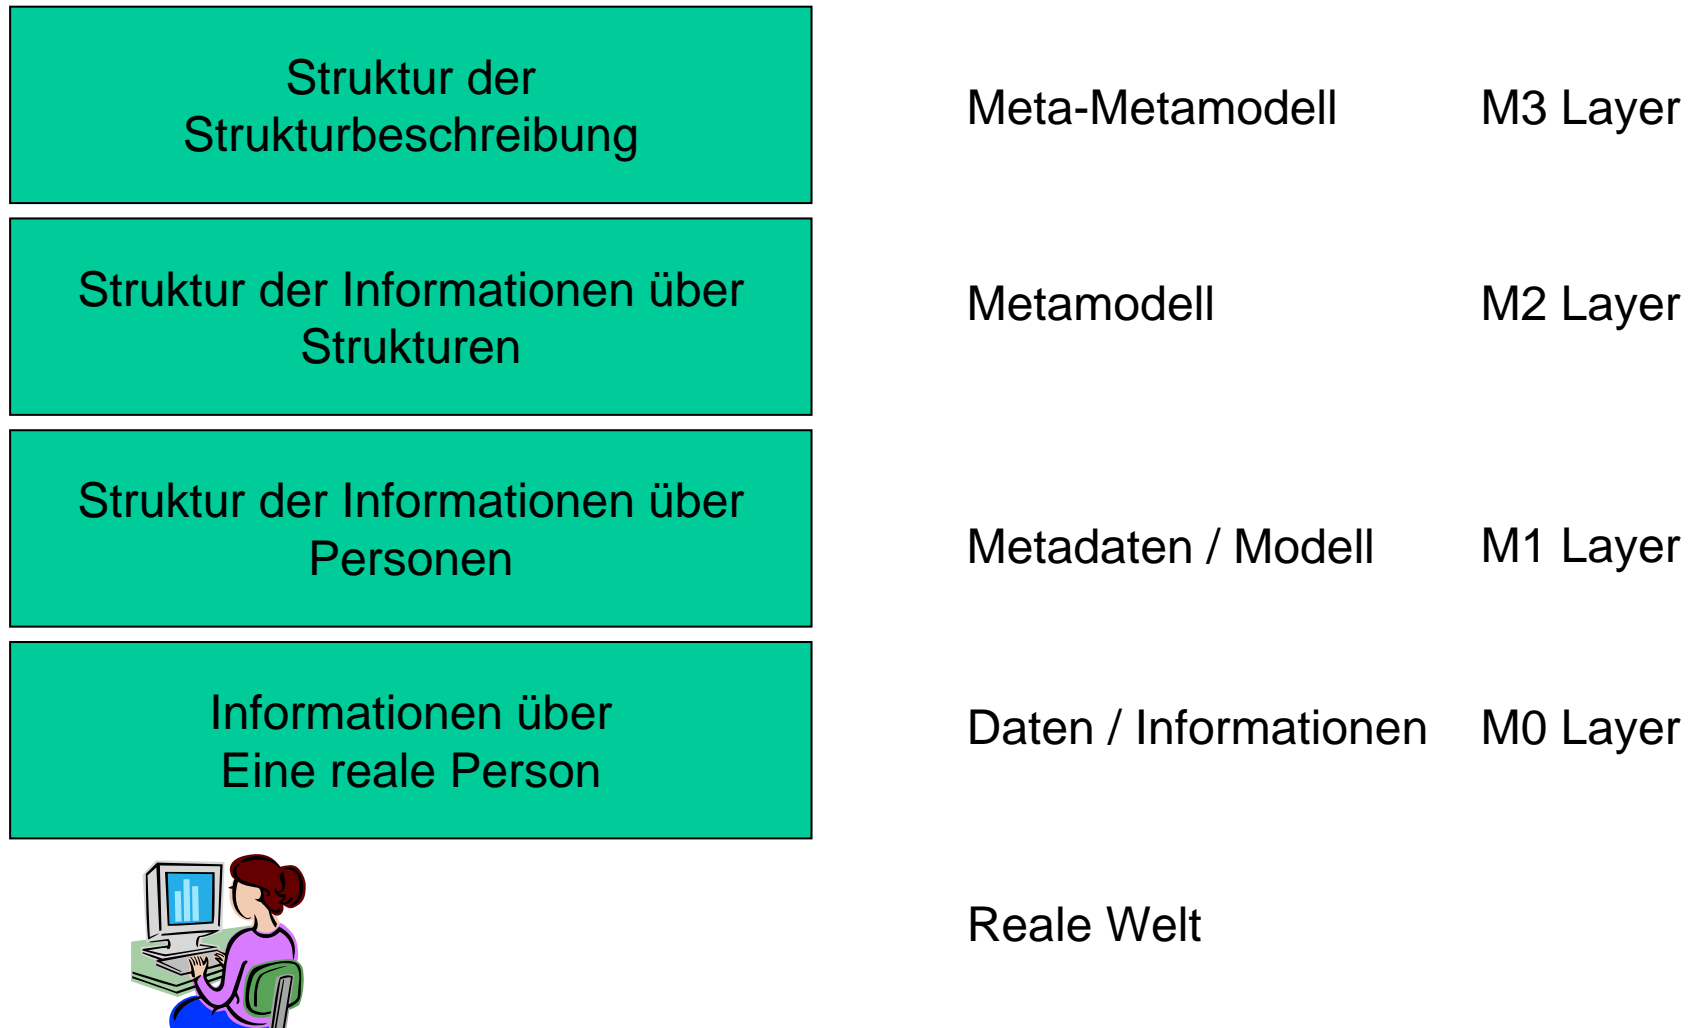 Struktur der
Strukturbeschreibung
Meta-Metamodell
M3 Layer
Struktur der Informationen über
Strukturen
Metamodell
M2 Layer
Struktur der Informationen über
Personen
Metadaten / Modell
M1 Layer
Informationen über
Eine reale Person
Daten / Informationen
M0 Layer
Reale Welt